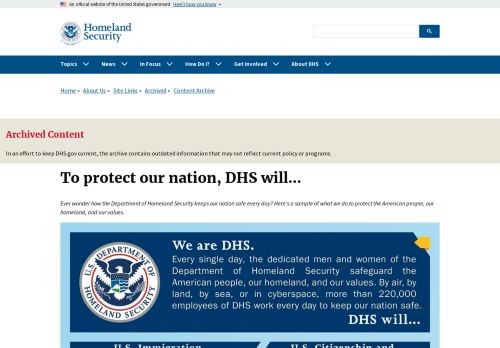 An official website of the United States government Here's how you know
Homeland
Security
Topics News In Focus How Do I? Get Involved About DHS
Home About Us Site Links Archived Content Archive
Archived Content
In an effort to keep DHS.gov current, the archive contains outdated information that may not reflect current policy or programs.
To protect our nation, DHS will...
Ever wonder how the Department of Homeland Security keeps our nation safe every day? Here's a sample of what we do to protect the American people, our
homeland, and our values.
U.S. DEPARTMENT OF HOMELAND SECURITY
We are DHS.
Every single day, the dedicated men and women of the
Department of Homeland Security safeguard the
American people, our homeland, and our values. By air, by
land, by sea, or in cyberspace, more than 220,000
employees of DHS work every day to keep our nation safe.
DHS will...
U.S. Immigration U.S. Citizenship and